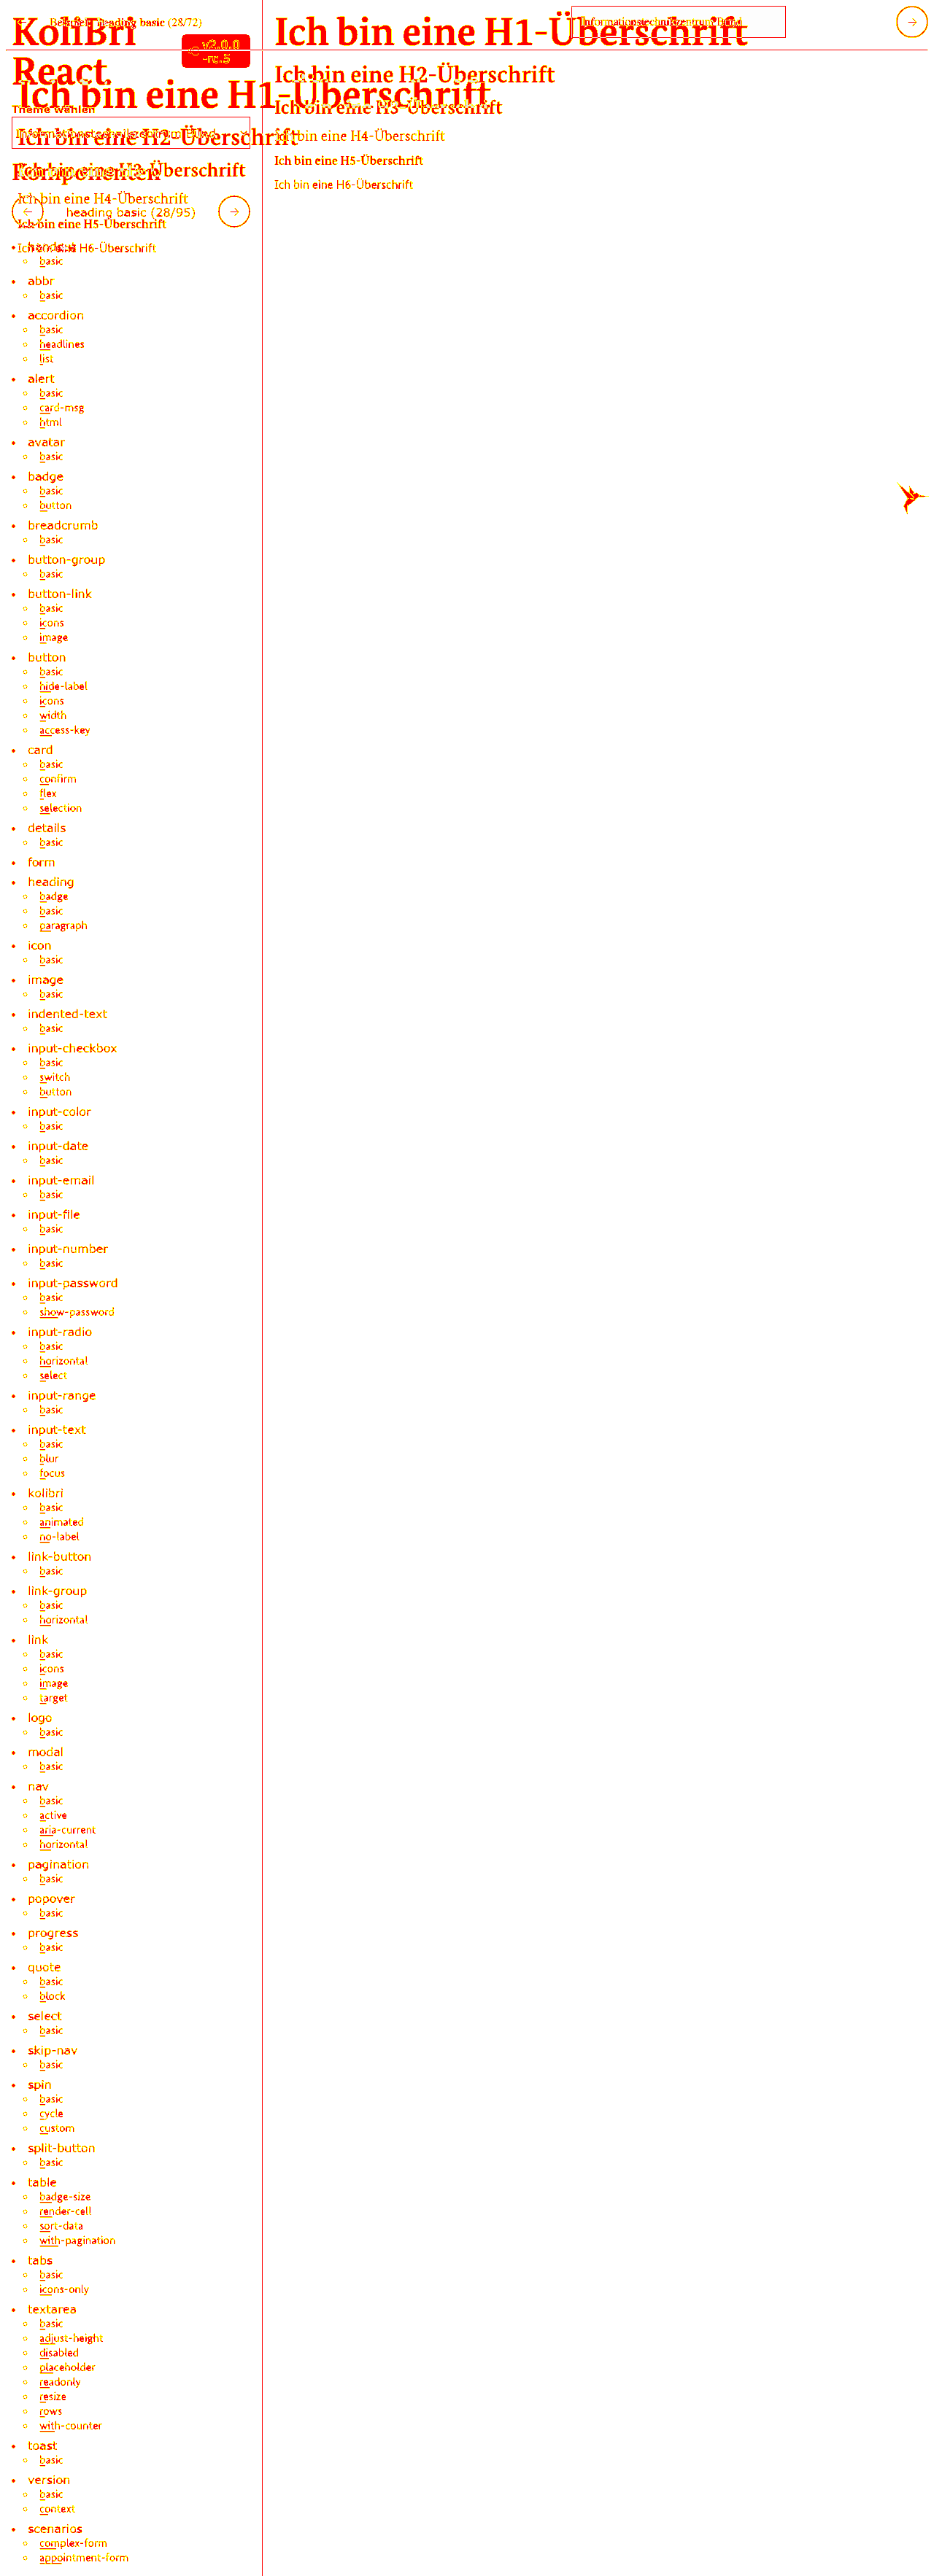 KoliBri
React
v2.0.0
-rc.5
Beispiel: heading basic (28/72)
Informationstechnikzentrum Bund
Ich bin eine H1-Überschrift
Ich bin eine H2-Überschrift
Ich bin eine H3-Überschrift
Ich bin eine H4-Überschrift
Ich bin eine H5-Überschrift
Ich bin eine H6-Überschrift
Ich bin eine H1-Überschrift
Theme wählen
Informationstechnikzentrum Bund
Ich bin eine H2-Überschrift
Komponenten
Ich bin eine H3-Überschrift
Ich bin eine H4-Überschrift
heading basic (28/95)
Ich bin eine H5-Überschrift
Ich bin eine H6-Überschrift
basic
abbr
basic
accordion
basic
headlines
list
alert
basic
card-msg
html
avatar
basic
badge
basic
button
breadcrumb
basic
button-group
basic
button-link
basic
icons
image
button
basic
hide-label
icons
width
access-key
card
basic
confirm
flex
selection
details
basic
form
heading
badge
basic
paragraph
icon
basic
image
basic
indented-text
basic
input-checkbox
basic
switch
button
input-color
basic
input-date
basic
input-email
basic
input-file
basic
input-number
basic
input-password
basic
show-password
input-radio
basic
horizontal
select
input-range
basic
input-text
basic
blur
focus
kolibri
basic
animated
no-label
link-button
basic
link-group
basic
horizontal
link
basic
icons
image
target
logo
basic
modal
basic
nav
basic
active
aria-current
horizontal
pagination
basic
popover
basic
progress
basic
quote
basic
block
select
basic
skip-nav
basic
spin
basic
cycle
custom
split-button
basic
table
badge-size
render-cell
sort-data
with-pagination
tabs
basic
icons-only
textarea
basic
adjust-height
disabled
placeholder
readonly
resize
rows
with-counter
toast
basic
version
basic
context
scenarios
complex-form
appointment-form